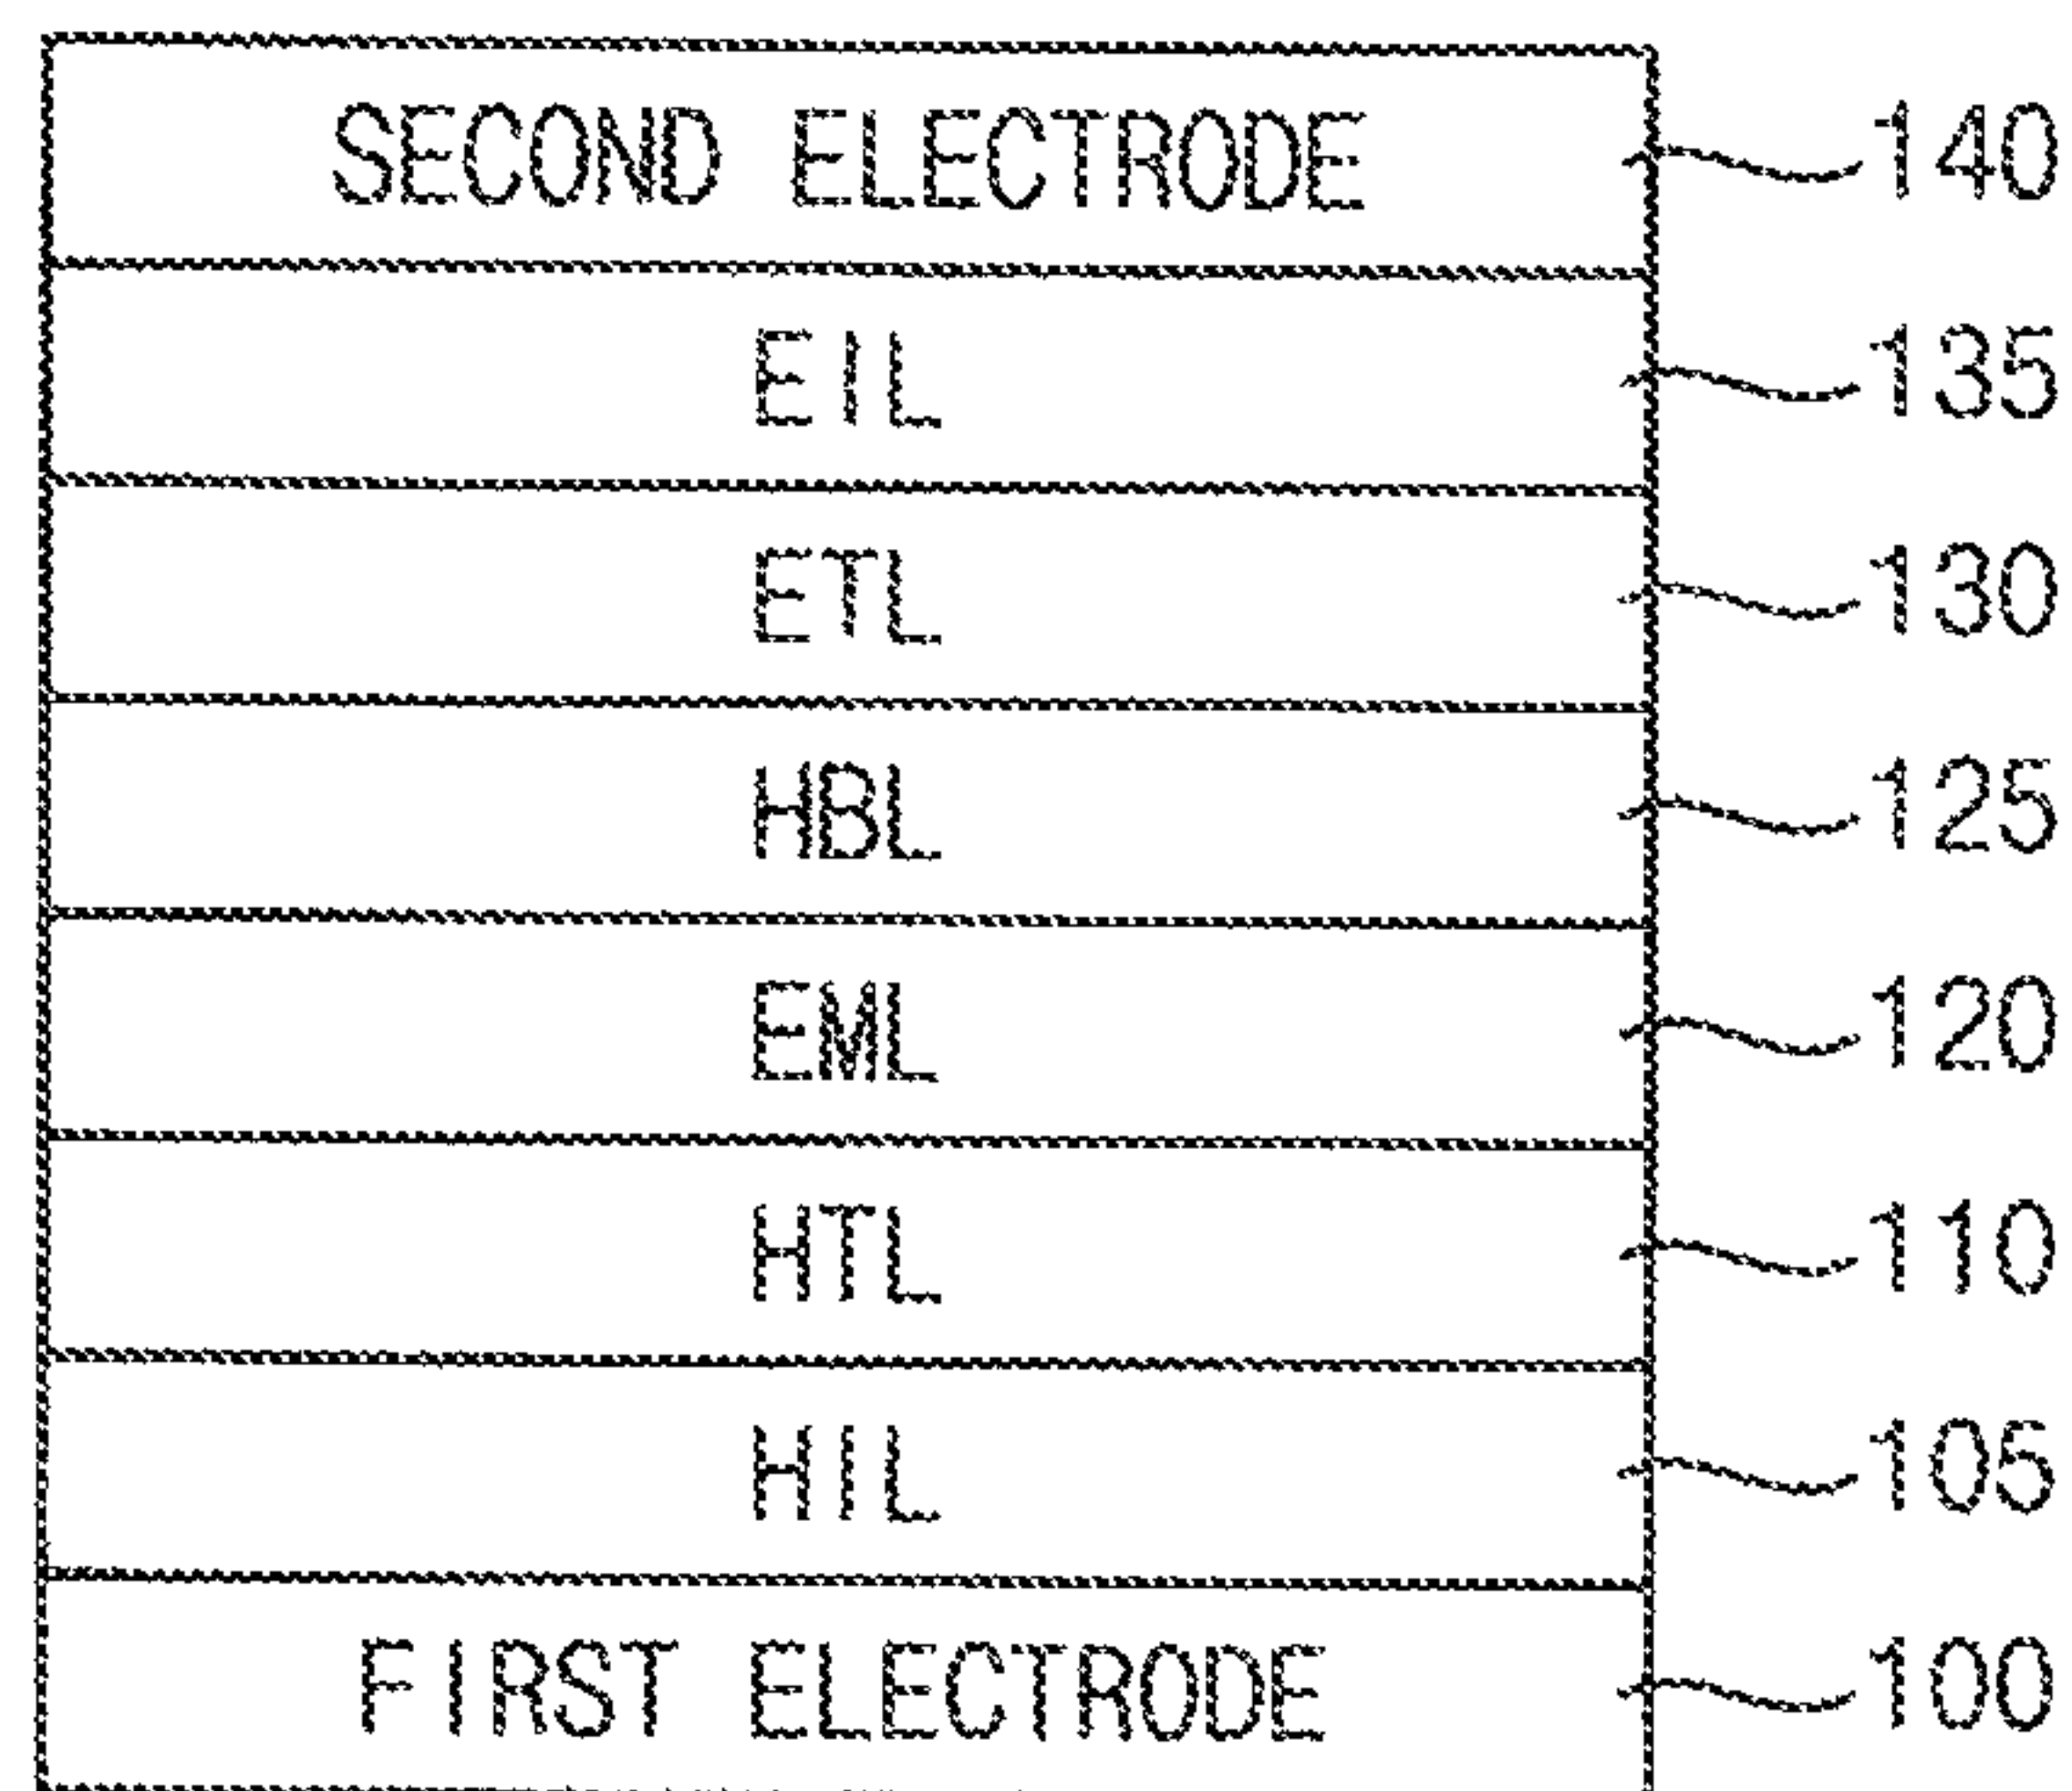 SECOND ELECTRODE 140
EIL 135
ETL 130
HBL 125
EML 120
HTL 110
HIL 105
FIRST ELECTRODE 100